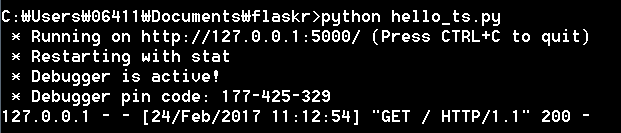 C:₩Users₩06411₩Documents₩flaskr>python hello_ts.py
* Running on http://127.0.0.1:5000/ (Press CTRL+C to quit)
* Restarting with stat
* Debugger is active!
* Debugger pin code: 177-425-329
127.0.0.1 - - [24/Feb/2017 11:12:54] "GET / HTTP/1.1" 200 -